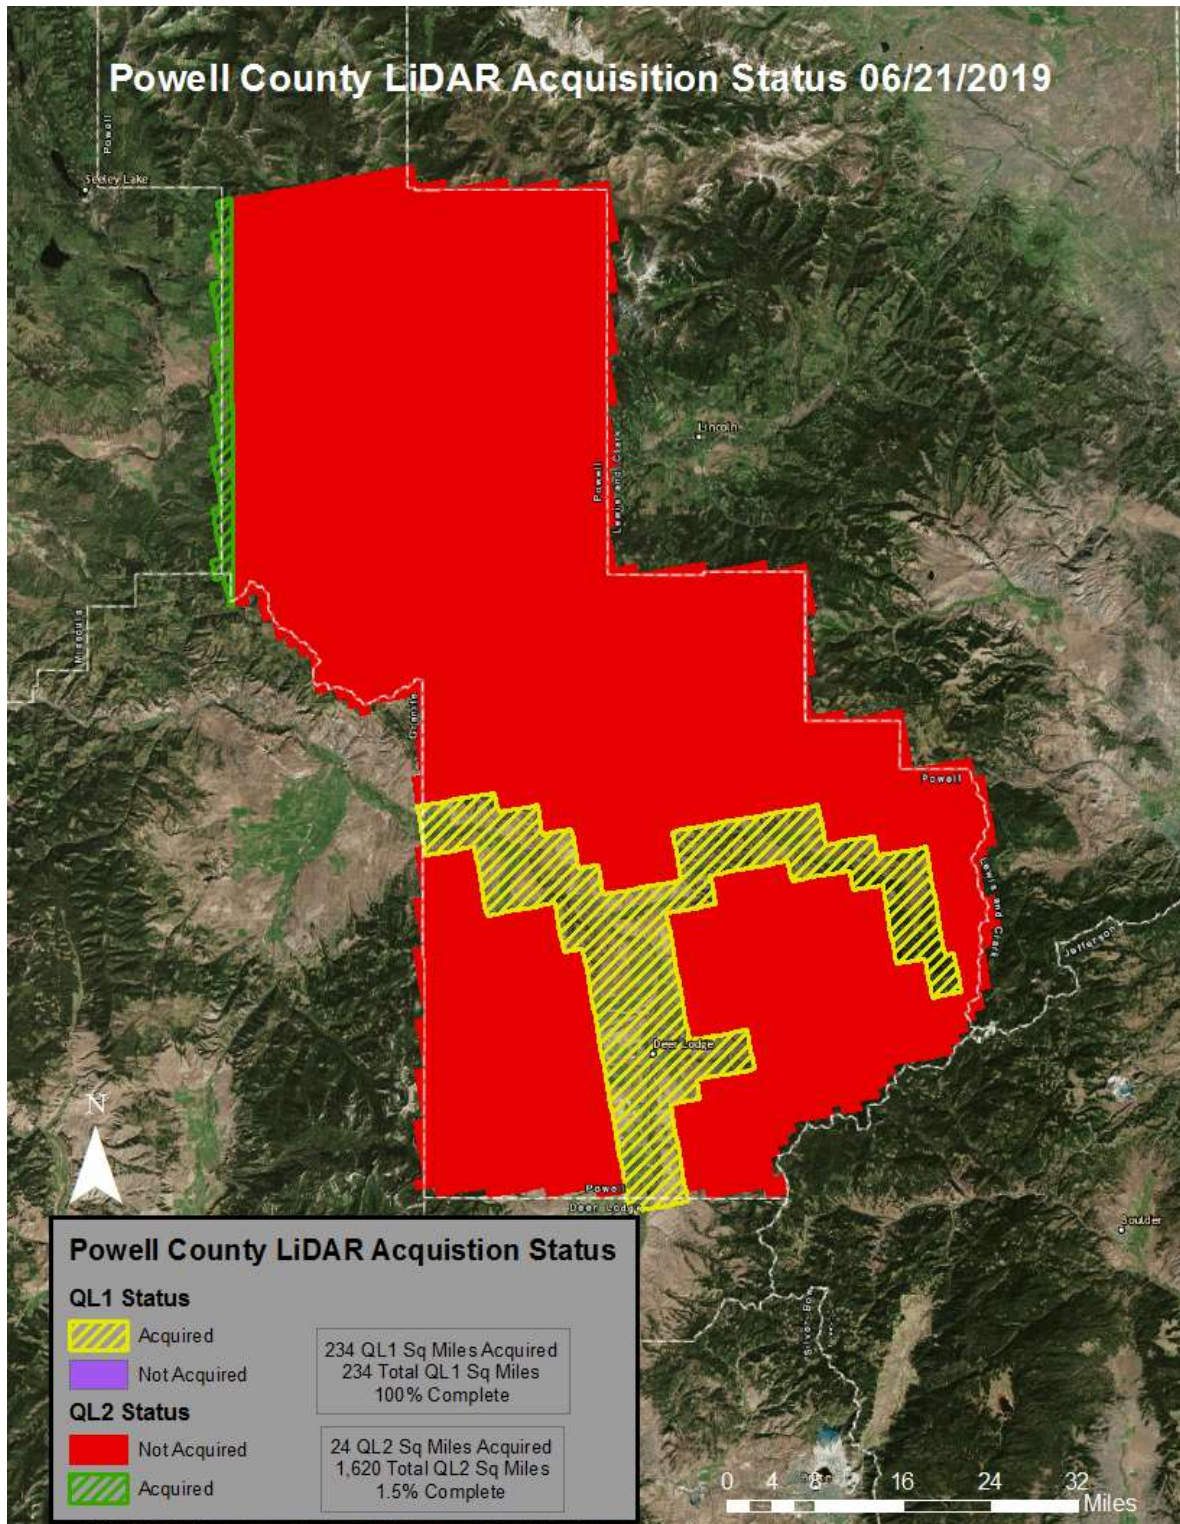 Powell County LiDAR Acquisition Status 06/21/2019
Powell
Seeley Lake
Lincoln
Powell
Lewis and Clark
Missoula
Granite
Powell
Lewis and Clark
Jefferson
Deer Lodge
N
Powell
Deer Lodge
Boulder
Silver Bow
Powell County LiDAR Acquistion Status
QL1 Status
Acquired
Not Acquired
234 QL1 Sq Miles Acquired
234 Total QL1 Sq Miles
100% Complete
QL2 Status
Not Acquired
Acquired
24 QL2 Sq Miles Acquired
1,620 Total QL2 Sq Miles
1.5% Complete
0 4 8 16 24 32
Miles